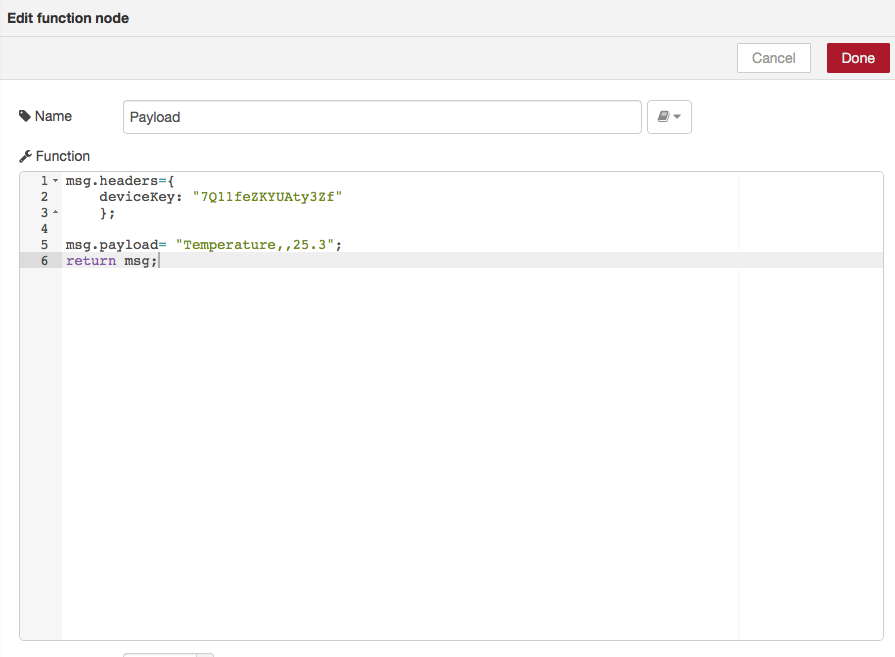 Edit function node
Cancel
Done
Name
Payload
Function
1 msg.headers={
2 deviceKey: "7Q1lfeZKYUAty3Zf"
3 };
4
5 msg.payload= "Temperature,,25.3";
6 return msg;